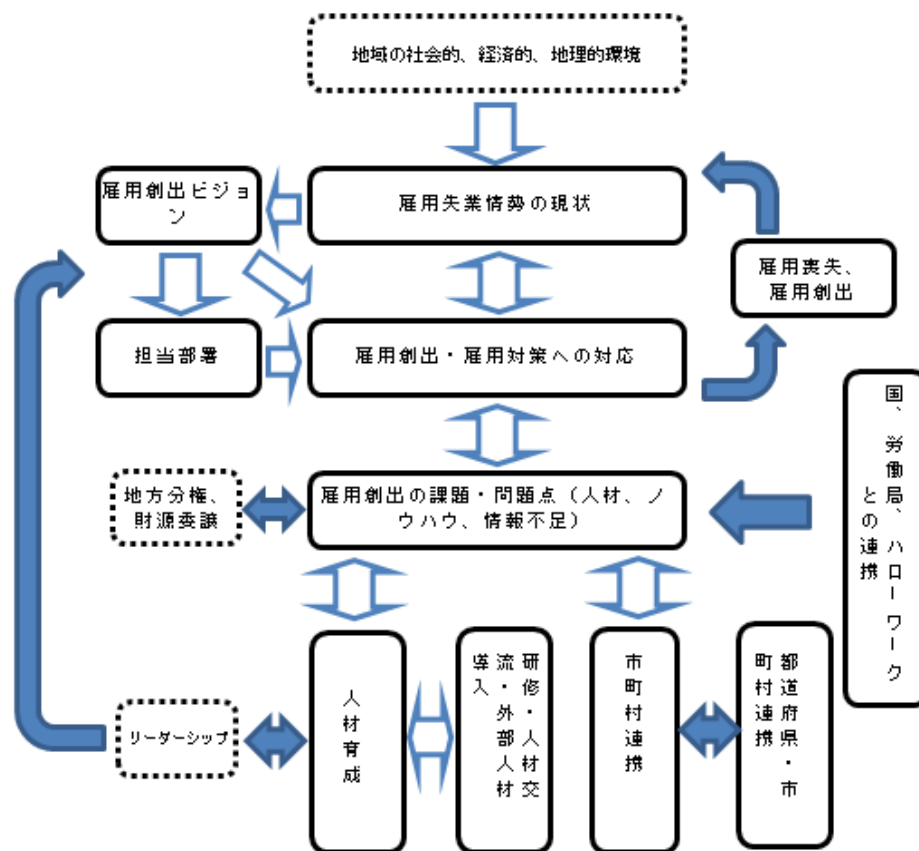 地域の社会的、経済的、地理的環境
雇用創出ビジョ
ン
雇用失業情勢の現状
雇用喪失、
雇用創出
担当部署
雇用創出・雇用対策への対応
国、労働局、ハローワーク
との連携
地方分権、
財源委譲
雇用創出の課題・問題点（人材、ノ
ウハウ、情報不足）
リーダーシップ
人材育成
研修・人材交
流・外部人材
導入
市町村連携
都道府県・市
町村連携